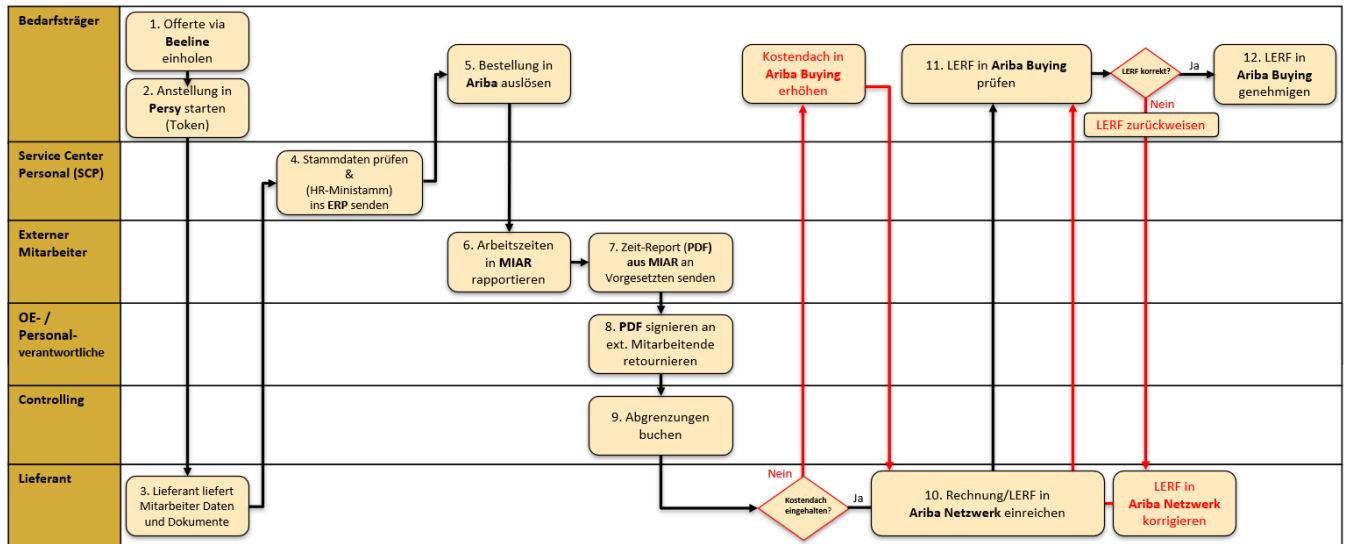 Bedarfsträger
1. Offerte via
Beeline
einholen
2. Anstellung in
Persy starten
(Token)
5. Bestellung in
Ariba auslösen
Kostendach in
Ariba Buying
erhöhen
11. LERF in Ariba Buying
prüfen
LERF korrekt?
Ja
12. LERF in
Ariba Buying
genehmigen
Nein
LERF zurückweisen
Service Center
Personal (SCP)
4. Stammdaten prüfen
&
(HR-Ministamm)
ins ERP senden
Externer
Mitarbeiter
6. Arbeitszeiten
in MIAR
rapportieren
7. Zeit-Report (PDF)
aus MIAR an
Vorgesetzten senden
OE- /
Personal-
verantwortliche
8. PDF signieren an
ext. Mitarbeitende
retournieren
Controlling
9. Abgrenzungen
buchen
Lieferant
3. Lieferant liefert
Mitarbeiter Daten
und Dokumente
Nein
Kostendach
eingehalten?
Ja
10. Rechnung/LERF in
Ariba Netzwerk einreichen
LERF in
Ariba Netzwerk
korrigieren